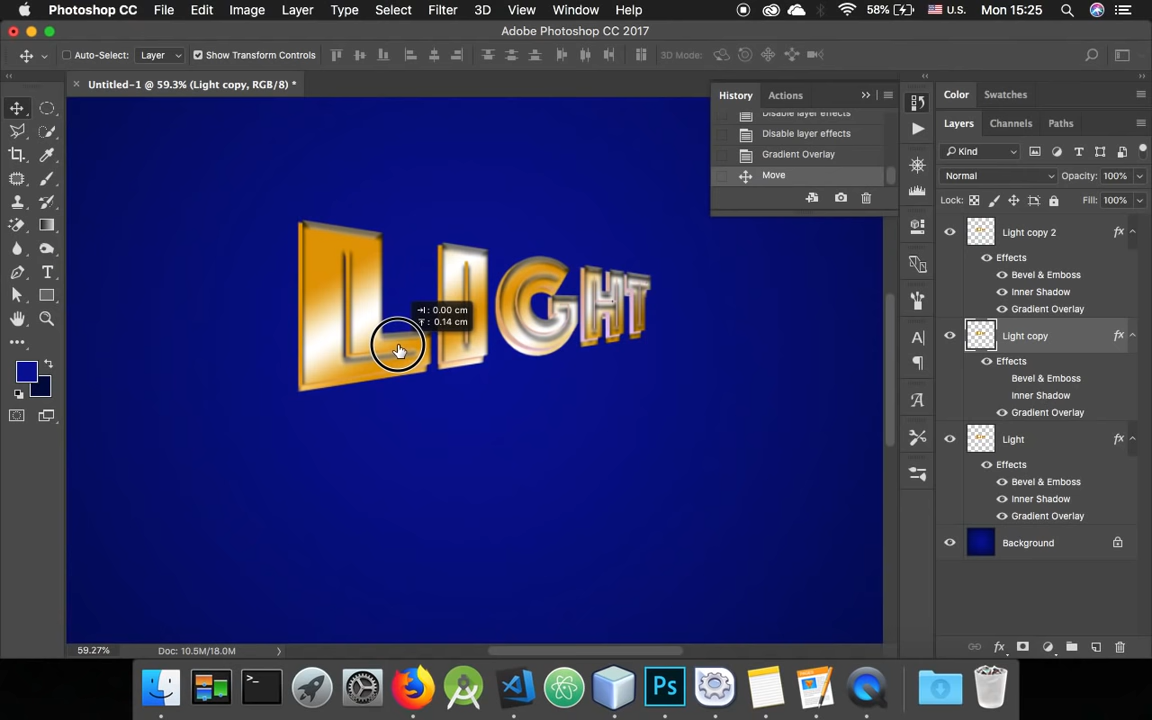 Photoshop CC File Edit Image Layer Type Select Filter 3D View Window Help 58% U.S. Mon 15:25
Adobe Photoshop CC 2017
Auto-Select: Layer Show Transform Controls 3D Mode:
Untitled-1 @ 59.3% (Light copy, RGB/8) *
History Actions
Disable layer effects
Disable layer effects
Gradient Overlay
Move
Color Swatches
Layers Channels Paths
Kind
Normal Opacity: 100%
Lock: Fill: 100%
Light copy 2 fx
Effects
Bevel & Emboss
Inner Shadow
Gradient Overlay
Light copy fx
Effects
Bevel & Emboss
Inner Shadow
Gradient Overlay
Light fx
Effects
Bevel & Emboss
Inner Shadow
Gradient Overlay
Background
LIGHT
: 0.00 cm
: 0.14 cm
59.27% Doc: 10.5M/18.0M
Ps